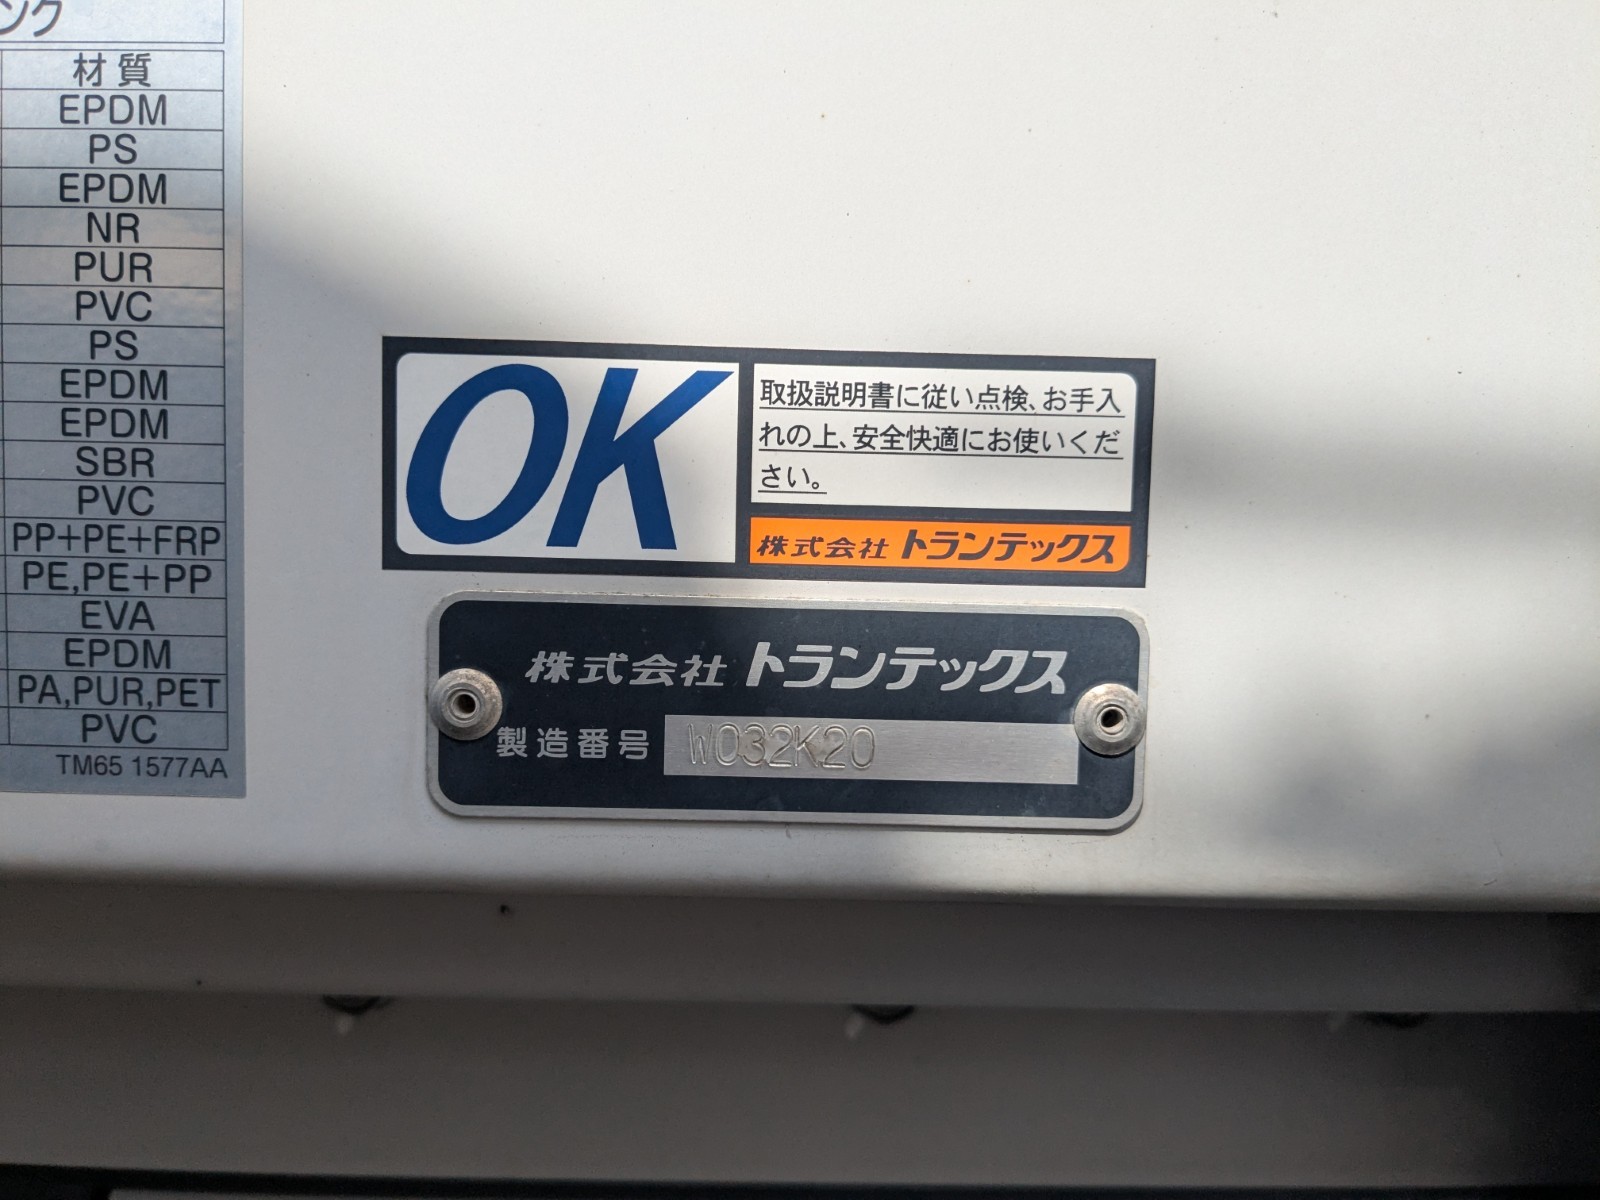 ンク
材質
EPDM
PS
EPDM
NR
PUR
PVC
PS
EPDM
EPDM
SBR
PVC
PP+PE+FRP
PE,PE+PP
EVA
EPDM
PA,PUR,PET
PVC
TM65 1577AA
OK
取扱説明書に従い点検、お手入
れの上、安全快適にお使いくだ
さい。
株式会社 トランテックス
株式会社 トランテックス
製造番号 W032K20